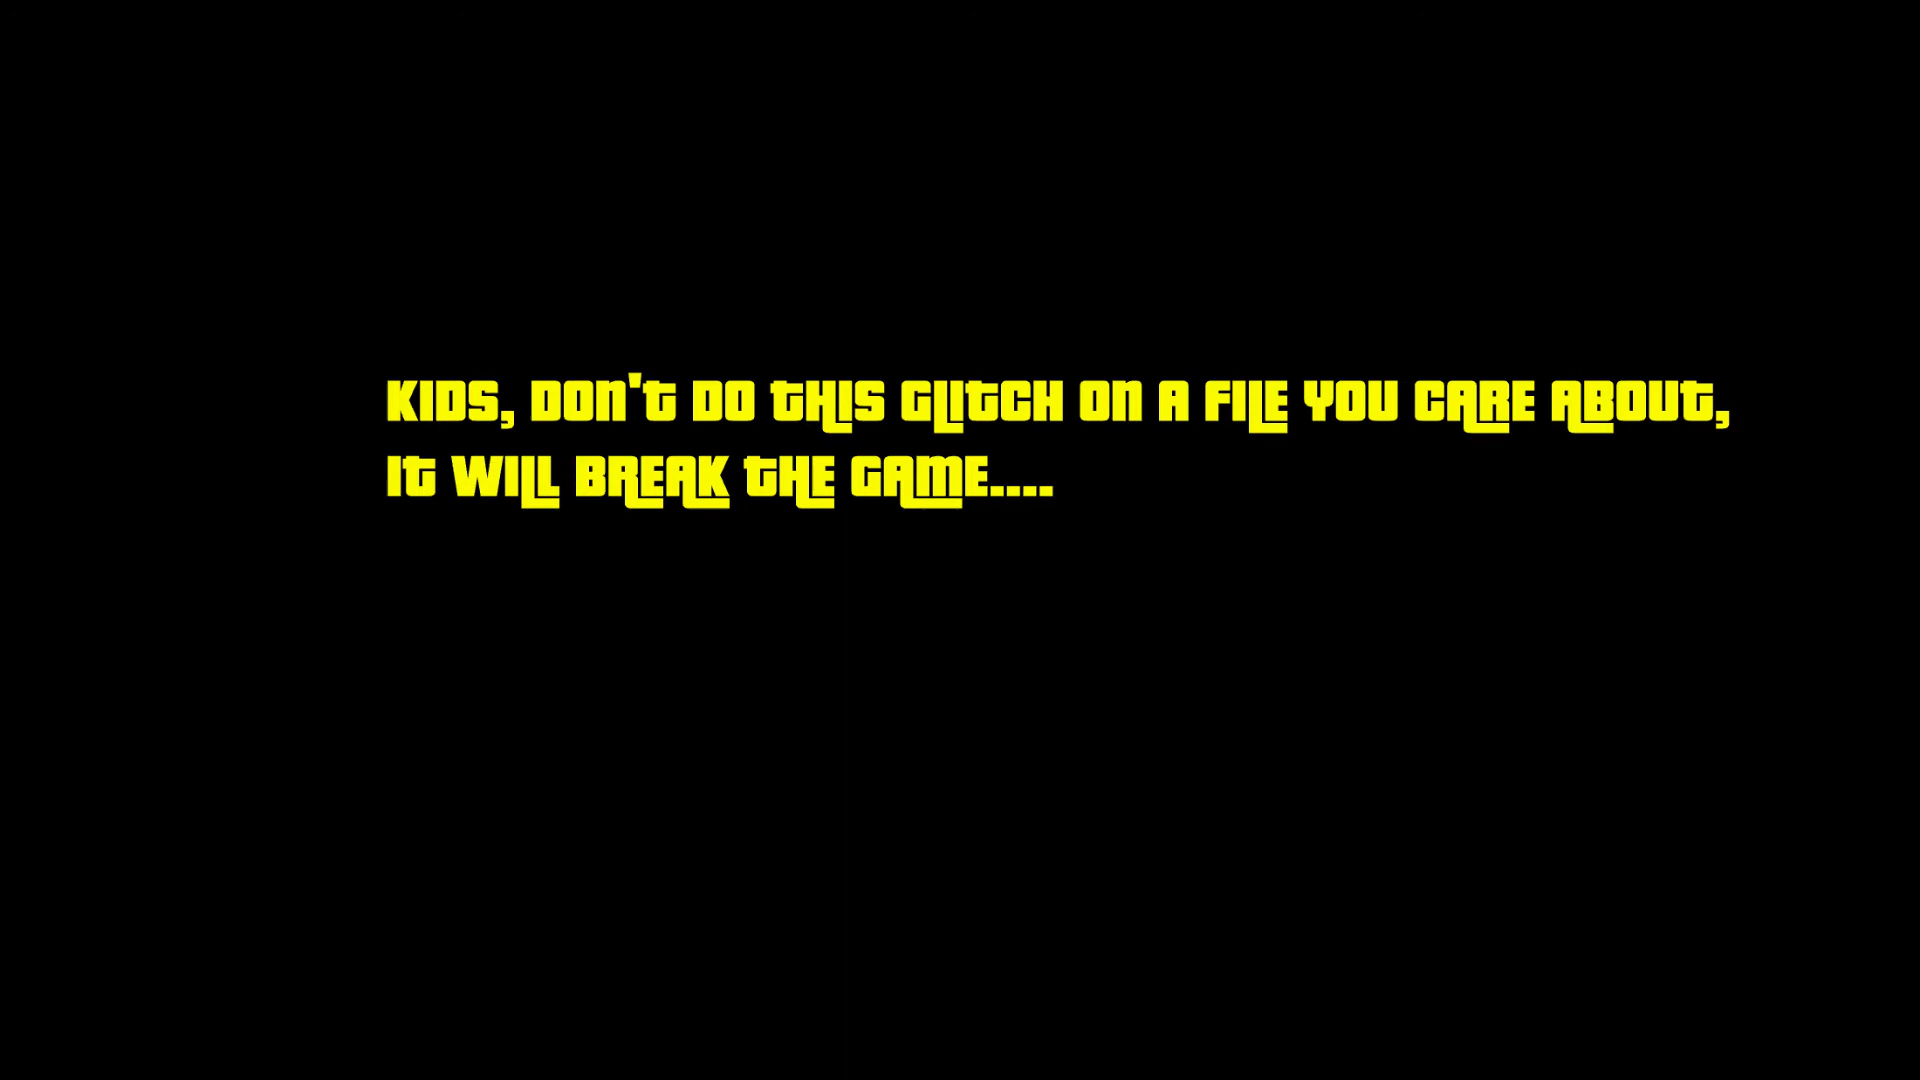 KIDS, DON'T DO THIS GLITCH ON A FILE YOU CARE ABOUT,
IT WILL BREAK THE GAME....